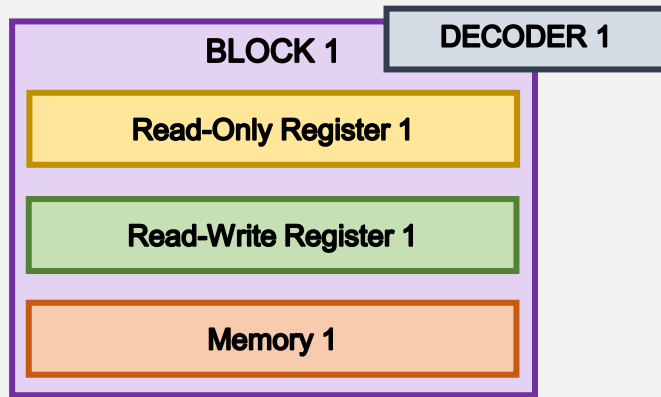 BLOCK 1
DECODER 1
Read-Only Register 1
Read-Write Register 1
Memory 1